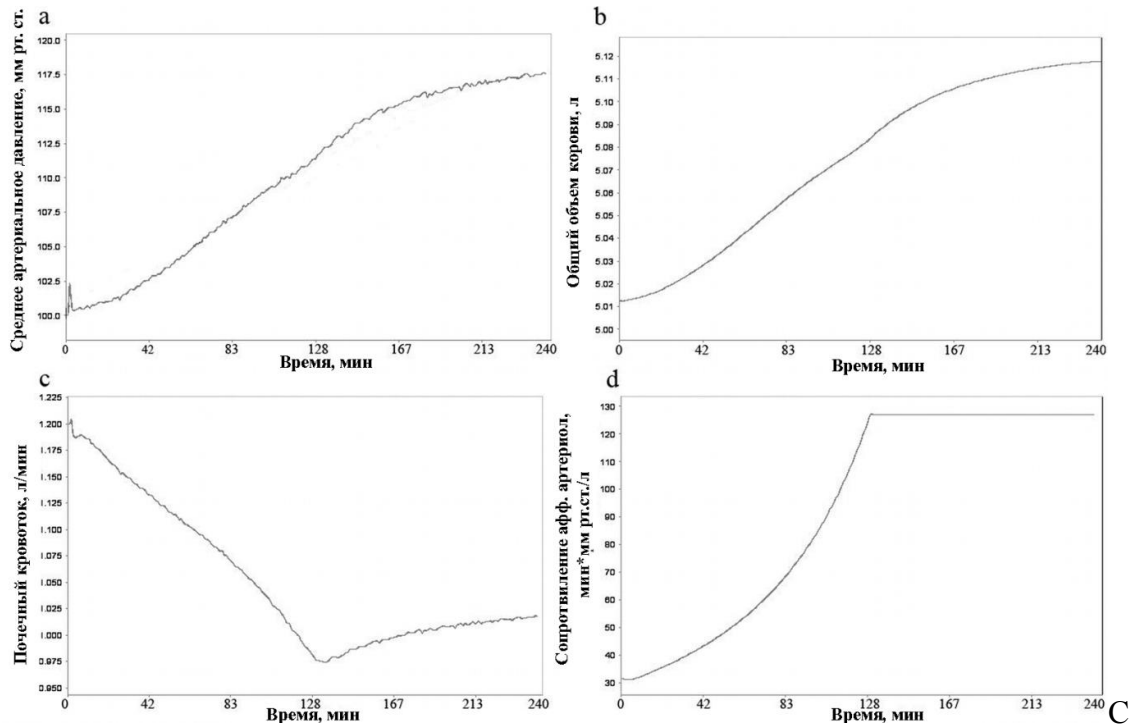 a
Среднее артериальное давление, мм рт. ст.
120.0
117.5
115.0
112.5
110.0
107.5
105.0
102.5
100.0
0 42 83 128 167 213 240
Время, мин
b
Общий объем корови, л
5.12
5.11
5.10
5.09
5.08
5.07
5.06
5.05
5.04
5.03
5.02
5.01
5.00
0 42 83 128 167 213 240
Время, мин
c
Почечный кровоток, л/мин
1.225
1.200
1.175
1.150
1.125
1.100
1.075
1.050
1.025
1.000
0.975
0.950
0 42 83 128 167 213 240
Время, мин
d
Сопротвиление афф. артериол,
мин*мм рт.ст./л
130
120
110
100
90
80
70
60
50
40
30
0 42 83 128 167 213 240
Время, мин
С